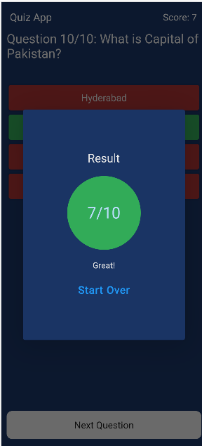 Quiz App
Score: 7
Question 10/10: What is Capital of
Pakistan?
Hyderabad
Result
7/10
Great!
Start Over
Next Question